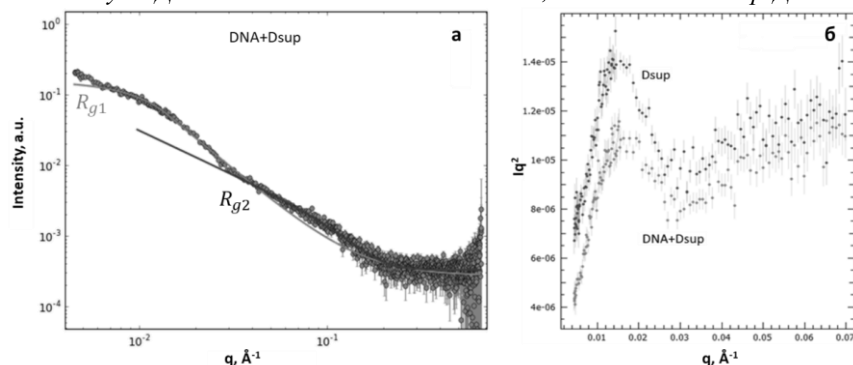 DNA+Dsup
а
R_g1
R_g2
Intensity, a.u.
10⁰
10⁻¹
10⁻²
10⁻³
10⁻⁴
10⁻²
10⁻¹
q, Å⁻¹
б
Dsup
DNA+Dsup
Iq²
1.4e-05
1.2e-05
1e-05
8e-06
6e-06
4e-06
0.01
0.02
0.03
0.04
0.05
0.06
0.07
q, Å⁻¹